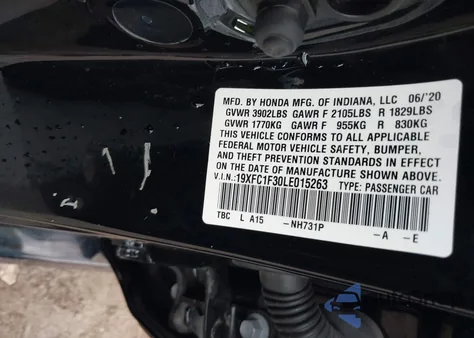 MFD. BY HONDA MFG. OF INDIANA, LLC 06/'20
GVWR 3902LBS GAWR F 2105LBS R 1829LBS
GVWR 1770KG GAWR F 955KG R 830KG
THIS VEHICLE CONFORMS TO ALL APPLICABLE
FEDERAL MOTOR VEHICLE SAFETY, BUMPER,
AND THEFT PREVENTION STANDARDS IN EFFECT
ON THE DATE OF MANUFACTURE SHOWN ABOVE.
V.I.N.: 19XFC1F30LE015263 TYPE: PASSENGER CAR
TBC L A15 -NH731P -A -E